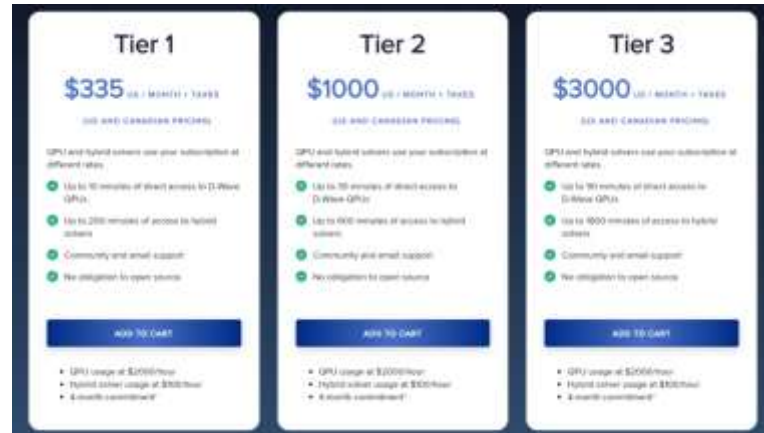 Tier 1
$335 US / MONTH + TAXES
(US AND CANADIAN PRICING)
QPU and hybrid solvers use your subscription at
different rates.
Up to 10 minutes of direct access to D-Wave
QPUs
Up to 200 minutes of access to hybrid
solvers
Community and email support
No obligation to open source
ADD TO CART
QPU usage at $2000/hour
Hybrid solver usage at $100/hour
4-month commitment*
Tier 2
$1000 US / MONTH + TAXES
(US AND CANADIAN PRICING)
QPU and hybrid solvers use your subscription at
different rates.
Up to 30 minutes of direct access to
D-Wave QPUs
Up to 600 minutes of access to hybrid
solvers
Community and email support
No obligation to open source
ADD TO CART
QPU usage at $2000/hour
Hybrid solver usage at $100/hour
4-month commitment*
Tier 3
$3000 US / MONTH + TAXES
(US AND CANADIAN PRICING)
QPU and hybrid solvers use your subscription at
different rates.
Up to 90 minutes of direct access to
D-Wave QPUs
Up to 1800 minutes of access to hybrid
solvers
Community and email support
No obligation to open source
ADD TO CART
QPU usage at $2000/hour
Hybrid solver usage at $100/hour
4-month commitment*